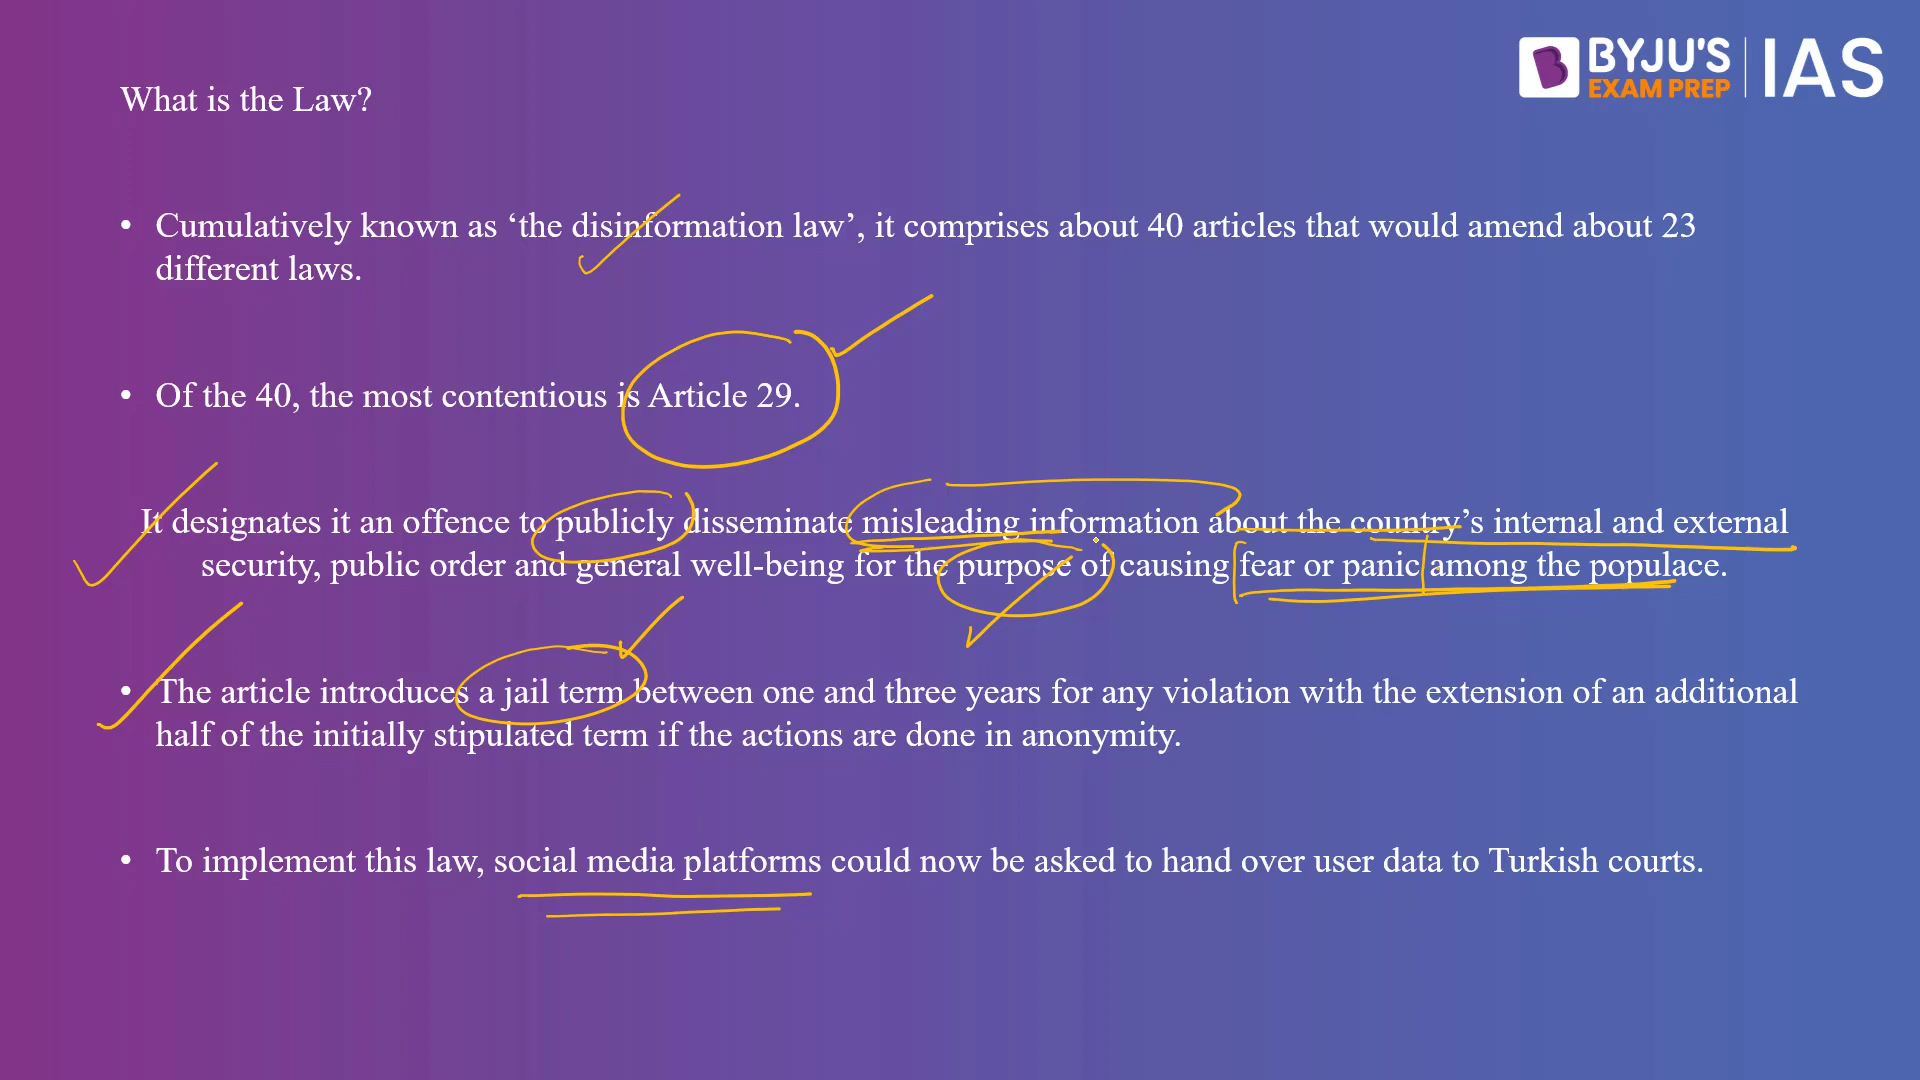 BYJU'S
EXAM PREP
IAS
What is the Law?
• Cumulatively known as ‘the disinformation law’, it comprises about 40 articles that would amend about 23
different laws.
• Of the 40, the most contentious is Article 29.
It designates it an offence to publicly disseminate misleading information about the country’s internal and external
security, public order and general well-being for the purpose of causing fear or panic among the populace.
• The article introduces a jail term between one and three years for any violation with the extension of an additional
half of the initially stipulated term if the actions are done in anonymity.
• To implement this law, social media platforms could now be asked to hand over user data to Turkish courts.